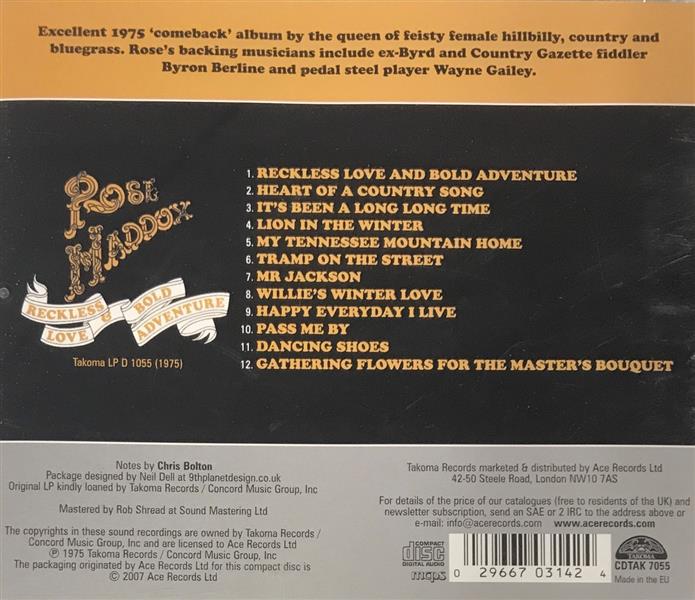 Excellent 1975 ‘comeback’ album by the queen of feisty female hillbilly, country and
bluegrass. Rose’s backing musicians include ex-Byrd and Country Gazette fiddler
Byron Berline and pedal steel player Wayne Gailey.
ROSE
MADDOX
RECKLESS & BOLD
LOVE ADVENTURE
Takoma LP D 1055 (1975)
1. RECKLESS LOVE AND BOLD ADVENTURE
2. HEART OF A COUNTRY SONG
3. IT’S BEEN A LONG LONG TIME
4. LION IN THE WINTER
5. MY TENNESSEE MOUNTAIN HOME
6. TRAMP ON THE STREET
7. MR JACKSON
8. WILLIE’S WINTER LOVE
9. HAPPY EVERYDAY I LIVE
10. PASS ME BY
11. DANCING SHOES
12. GATHERING FLOWERS FOR THE MASTER’S BOUQUET
Notes by Chris Bolton
Package designed by Neil Dell at 9thplanetdesign.co.uk
Original LP kindly loaned by Takoma Records / Concord Music Group, Inc
Mastered by Rob Shread at Sound Mastering Ltd
The copyrights in these sound recordings are owned by Takoma Records /
Concord Music Group, Inc and are licensed to Ace Records Ltd
℗ 1975 Takoma Records / Concord Music Group, Inc
The packaging originated by Ace Records Ltd for this compact disc is
© 2007 Ace Records Ltd
Takoma Records marketed & distributed by Ace Records Ltd
42-50 Steele Road, London NW10 7AS
For details of the price of our catalogues (free to residents of the UK) and
newsletter subscription, send an SAE or 2 IRC to the address above or
e-mail: info@acerecords.com www.acerecords.com
COMPACT
disc
DIGITAL AUDIO
mcps
0 29667 03142 4
TAKOMA
CDTAK 7055
Made in the EU